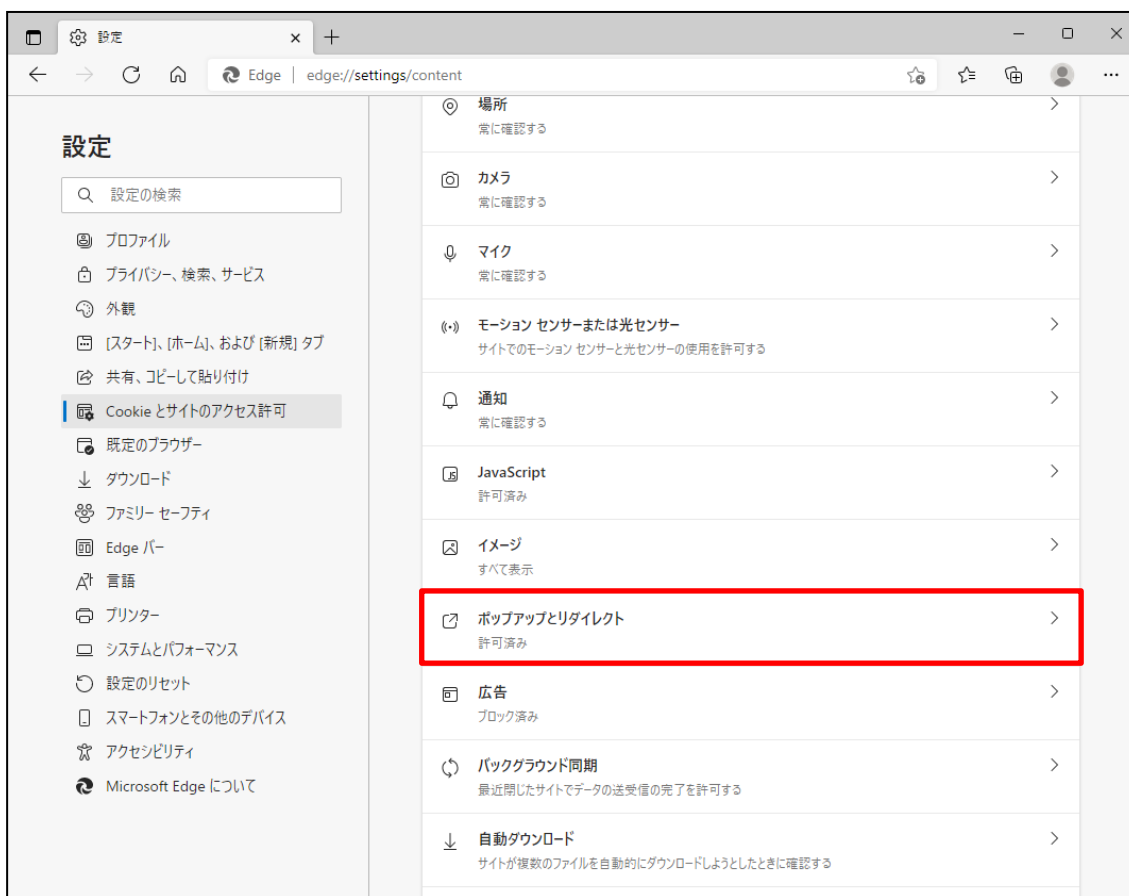 設定
Edge | edge://settings/content
設定
設定の検索
プロファイル
プライバシー、検索、サービス
外観
[スタート]、[ホーム]、および [新規] タブ
共有、コピーして貼り付け
Cookie とサイトのアクセス許可
既定のブラウザー
ダウンロード
ファミリー セーフティ
Edge バー
言語
プリンター
システムとパフォーマンス
設定のリセット
スマートフォンとその他のデバイス
アクセシビリティ
Microsoft Edge について
場所
常に確認する
カメラ
常に確認する
マイク
常に確認する
モーション センサーまたは光センサー
サイトでのモーション センサーと光センサーの使用を許可する
通知
常に確認する
JavaScript
許可済み
イメージ
すべて表示
ポップアップとリダイレクト
許可済み
広告
ブロック済み
バックグラウンド同期
最近閉じたサイトでデータの送受信の完了を許可する
自動ダウンロード
サイトが複数のファイルを自動的にダウンロードしようとしたときに確認する